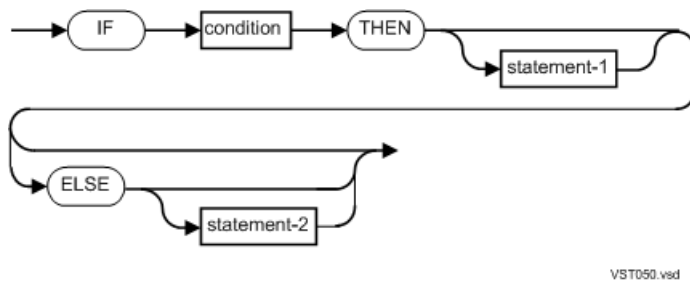 IF condition THEN
statement-1
ELSE
statement-2
VST050.vsd